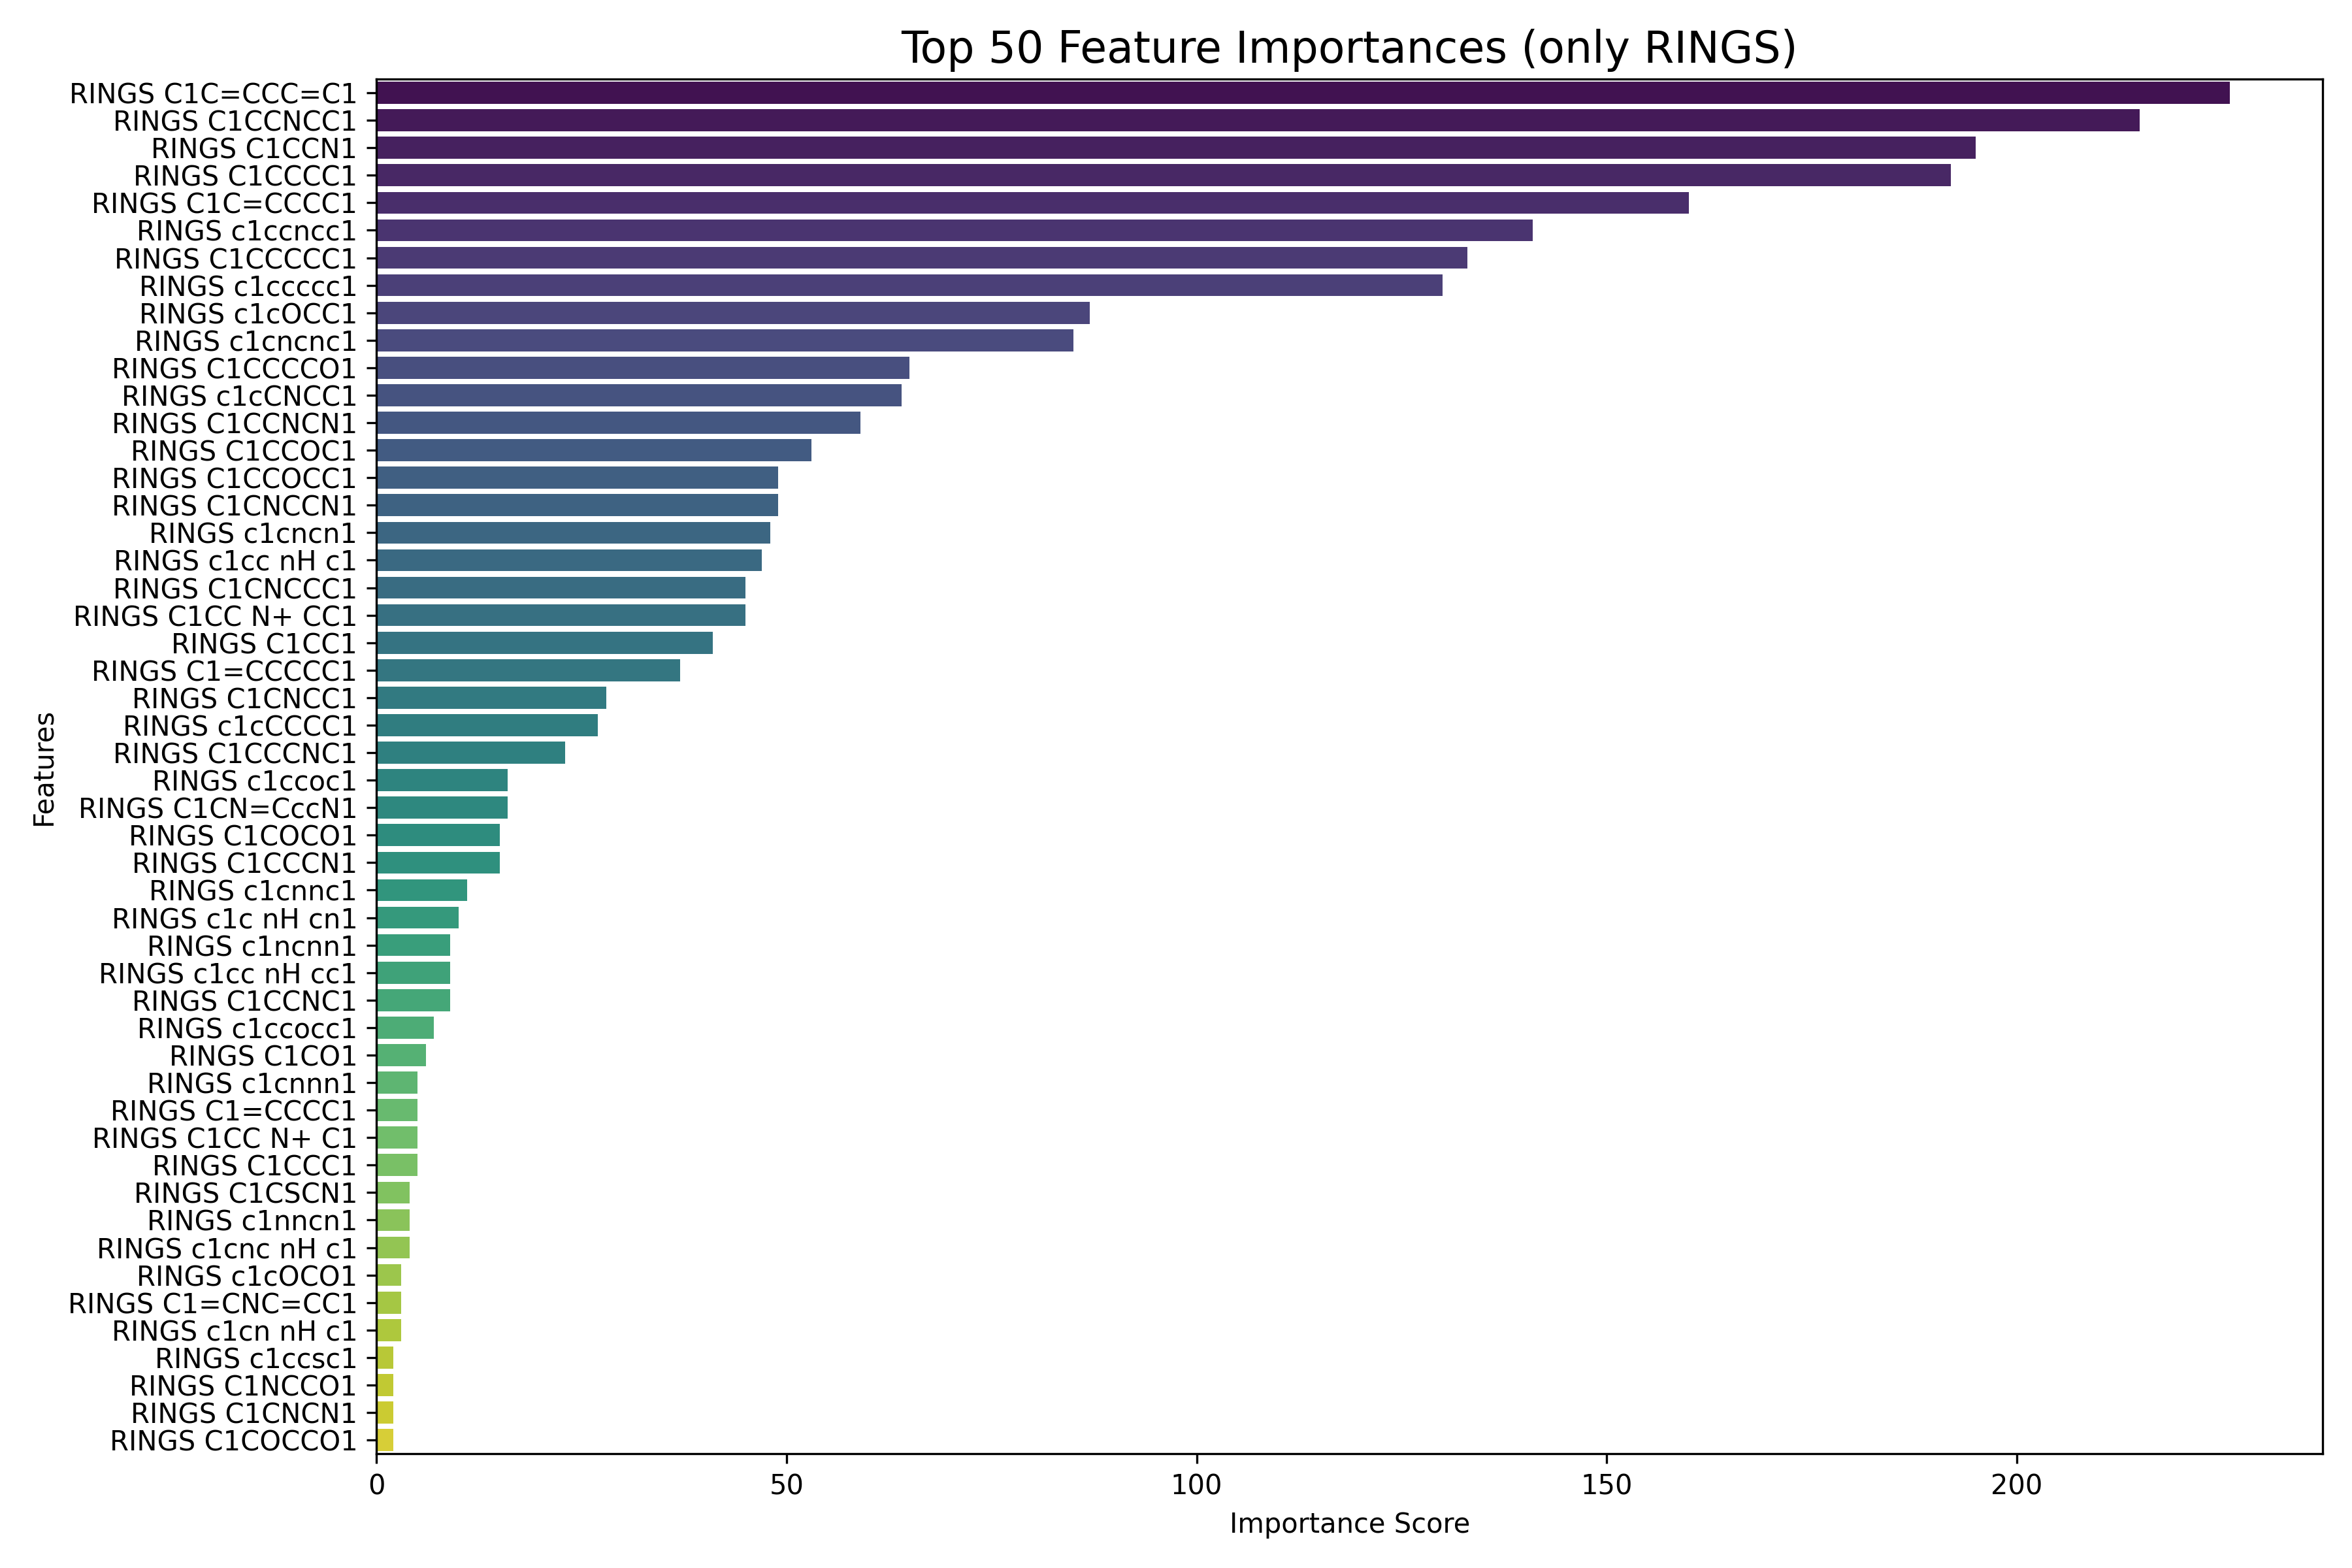 Top 50 Feature Importances (only RINGS)
RINGS C1C=CCC=C1
RINGS C1CCNCC1
RINGS C1CCN1
RINGS C1CCCC1
RINGS C1C=CCCC1
RINGS c1ccncc1
RINGS C1CCCCC1
RINGS c1ccccc1
RINGS c1cOCC1
RINGS c1cncnc1
RINGS C1CCCCO1
RINGS c1cCNCC1
RINGS C1CCNCN1
RINGS C1CCOC1
RINGS C1CCOCC1
RINGS C1CNCCN1
RINGS c1cncn1
RINGS c1cc nH c1
RINGS C1CNCCC1
RINGS C1CC N+ CC1
RINGS C1CC1
RINGS C1=CCCCC1
RINGS C1CNCC1
RINGS c1cCCCC1
RINGS C1CCCNC1
RINGS c1ccoc1
RINGS C1CN=CccN1
RINGS C1COCO1
RINGS C1CCCN1
RINGS c1cnnc1
RINGS c1c nH cn1
RINGS c1ncnn1
RINGS c1cc nH cc1
RINGS C1CCNC1
RINGS c1ccocc1
RINGS C1CO1
RINGS c1cnnn1
RINGS C1=CCCC1
RINGS C1CC N+ C1
RINGS C1CCC1
RINGS C1CSCN1
RINGS c1nncn1
RINGS c1cnc nH c1
RINGS c1cOCO1
RINGS C1=CNC=CC1
RINGS c1cn nH c1
RINGS c1ccsc1
RINGS C1NCCO1
RINGS C1CNCN1
RINGS C1COCCO1
Features
0 50 100 150 200
Importance Score